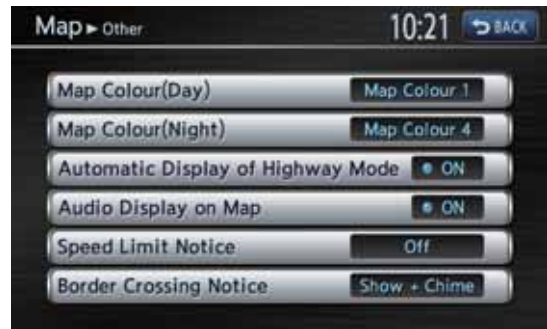 Map ► Other 10:21 BACK
Map Colour(Day) Map Colour 1
Map Colour(Night) Map Colour 4
Automatic Display of Highway Mode ON
Audio Display on Map ON
Speed Limit Notice Off
Border Crossing Notice Show + Chime